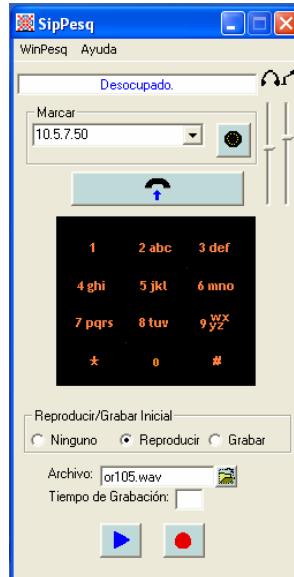 SipPesq
WinPesq Ayuda
Desocupado.
Marcar
10.5.7.50
1 2 abc 3 def
4 ghi 5 jkl 6 mno
7 pqrs 8 tuv 9 wx yz
* 0 #
Reproducir/Grabar Inicial
Ninguno Reproducir Grabar
Archivo: or105.wav
Tiempo de Grabación: